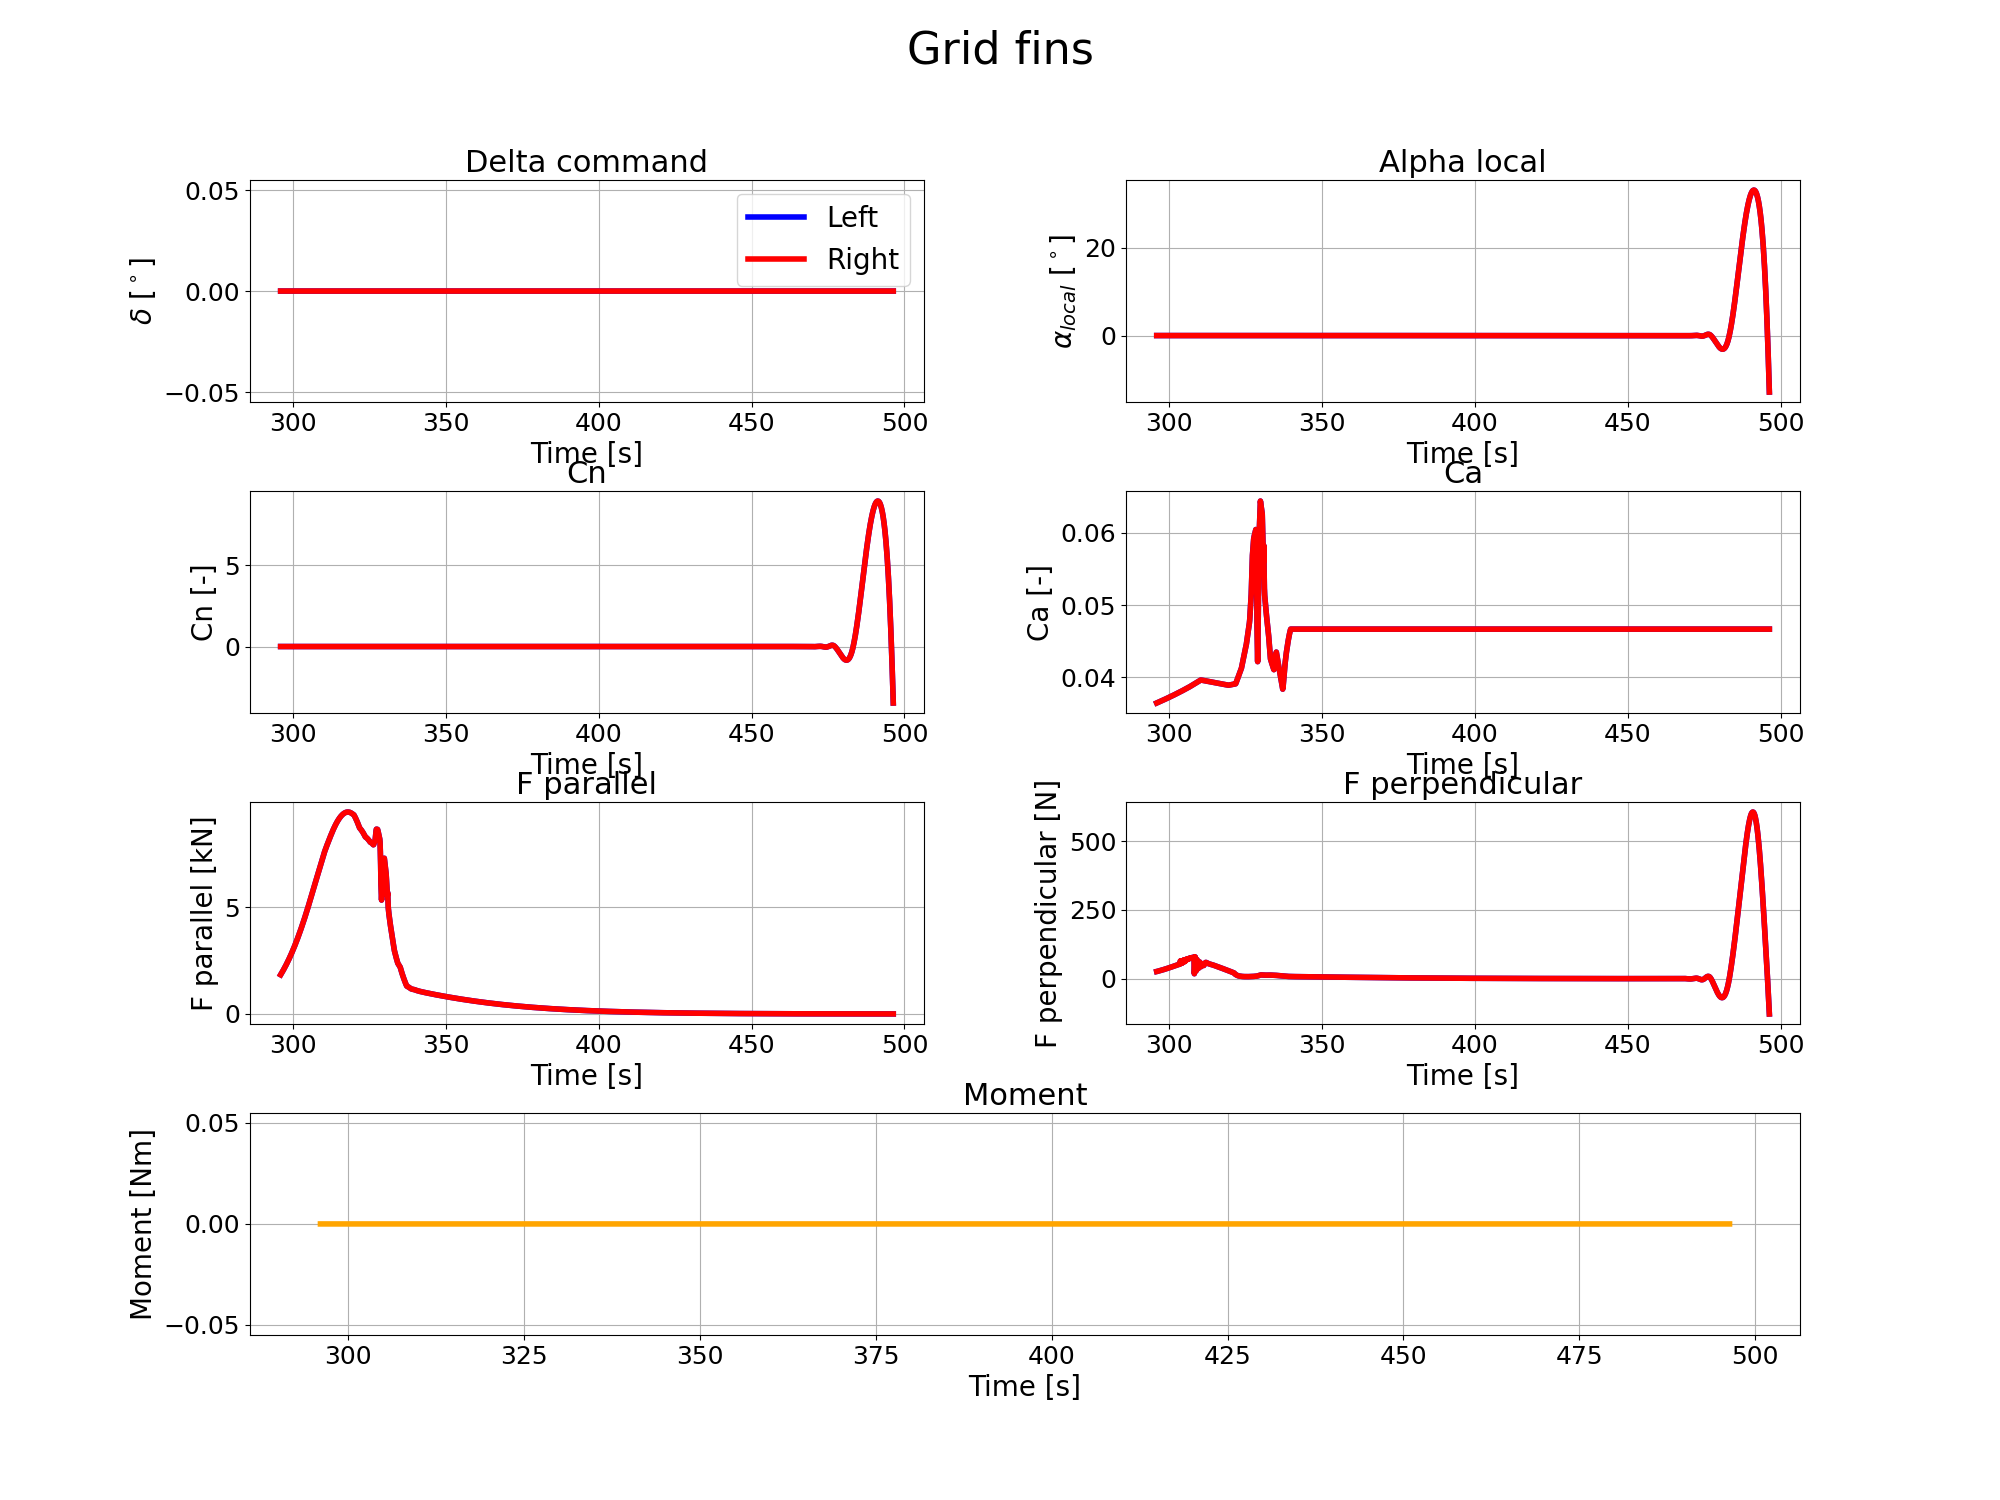 Grid fins
Delta command
δ [°]
0.05
0.00
−0.05
Left
Right
300 350 400 450 500
Time [s]
Alpha local
α_local [°]
20
0
300 350 400 450 500
Time [s]
Cn
Cn [-]
5
0
300 350 400 450 500
Time [s]
Ca
Ca [-]
0.06
0.05
0.04
300 350 400 450 500
Time [s]
F parallel
F parallel [kN]
5
0
300 350 400 450 500
Time [s]
F perpendicular
F perpendicular [N]
500
250
0
300 350 400 450 500
Time [s]
Moment
Moment [Nm]
0.05
0.00
−0.05
300 325 350 375 400 425 450 475 500
Time [s]